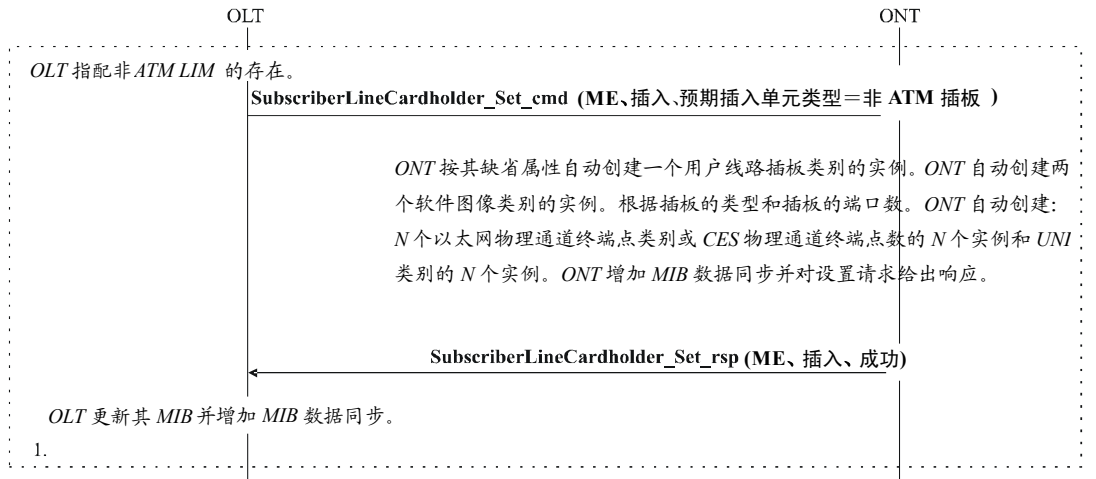 OLT ONT
OLT 指配非 ATM LIM 的存在。
SubscriberLineCardholder_Set_cmd (ME、插入、预期插入单元类型＝非 ATM 插板 )
ONT 按其缺省属性自动创建一个用户线路插板类别的实例。ONT 自动创建两
个软件图像类别的实例。根据插板的类型和插板的端口数。ONT 自动创建：
N 个以太网物理通道终端点类别或 CES 物理通道终端点数的 N 个实例和 UNI
类别的 N 个实例。ONT 增加 MIB 数据同步并对设置请求给出响应。
SubscriberLineCardholder_Set_rsp (ME、插入、成功)
OLT 更新其 MIB 并增加 MIB 数据同步。
1.